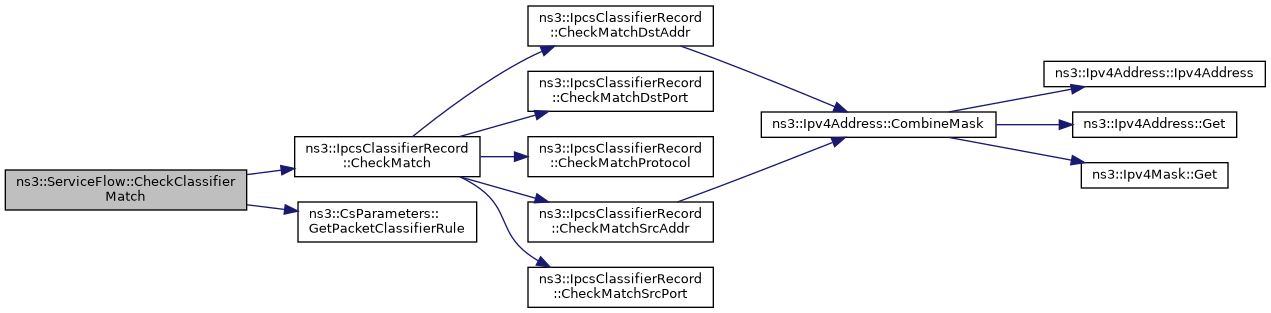 ns3::ServiceFlow::CheckClassifier
Match
ns3::IpcsClassifierRecord
::CheckMatch
ns3::CsParameters::
GetPacketClassifierRule
ns3::IpcsClassifierRecord
::CheckMatchDstAddr
ns3::IpcsClassifierRecord
::CheckMatchDstPort
ns3::IpcsClassifierRecord
::CheckMatchProtocol
ns3::IpcsClassifierRecord
::CheckMatchSrcAddr
ns3::IpcsClassifierRecord
::CheckMatchSrcPort
ns3::Ipv4Address::CombineMask
ns3::Ipv4Address::Ipv4Address
ns3::Ipv4Address::Get
ns3::Ipv4Mask::Get